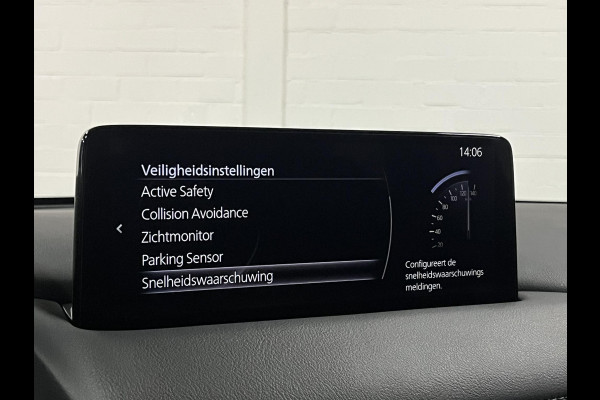 14:06
Veiligheidsinstellingen
Active Safety
Collision Avoidance
Zichtmonitor
Parking Sensor
Snelheidswaarschuwing
Configureert de
snelheidswaarschuwings
meldingen.